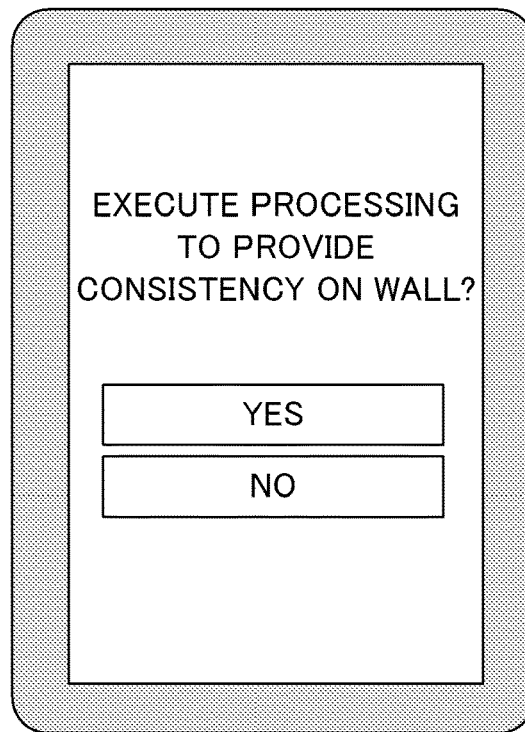 EXECUTE PROCESSING
TO PROVIDE
CONSISTENCY ON WALL?
YES
NO